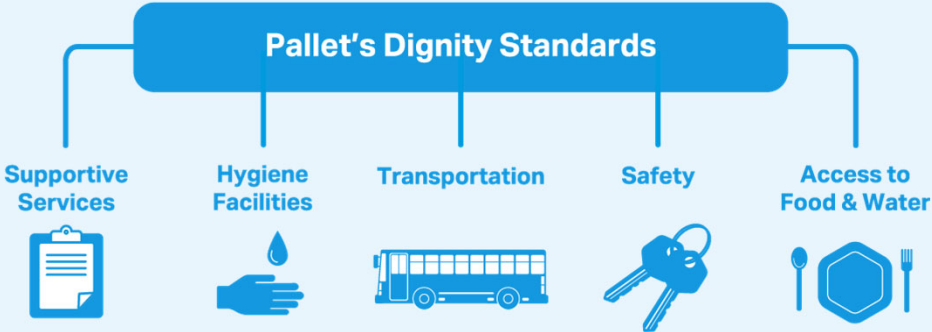 Pallet's Dignity Standards
Supportive
Services
Hygiene
Facilities
Transportation
Safety
Access to
Food & Water